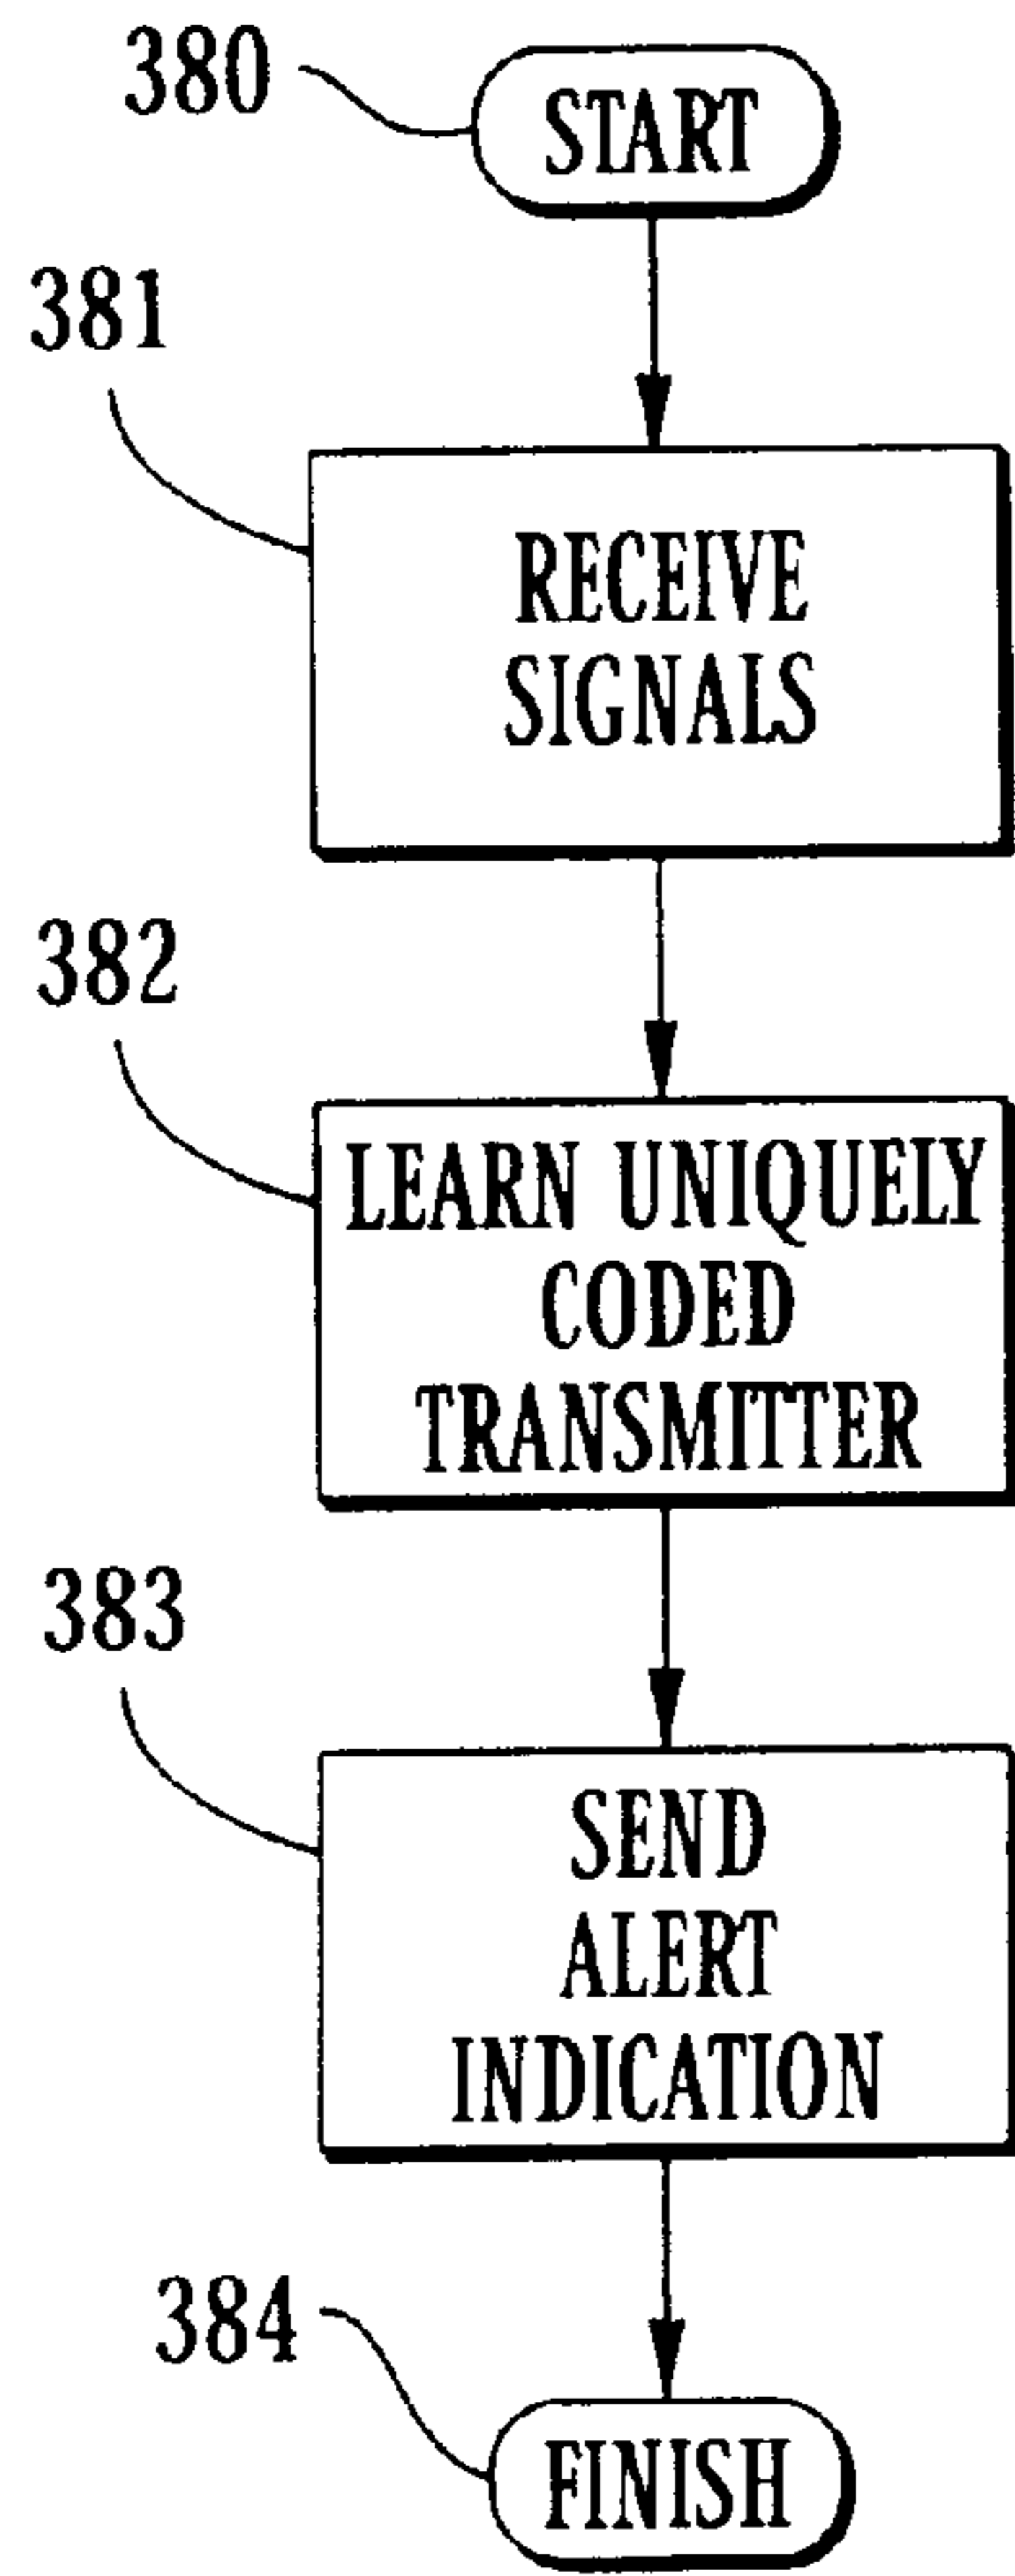 380
START
381
RECEIVE
SIGNALS
382
LEARN UNIQUELY
CODED
TRANSMITTER
383
SEND
ALERT
INDICATION
384
FINISH